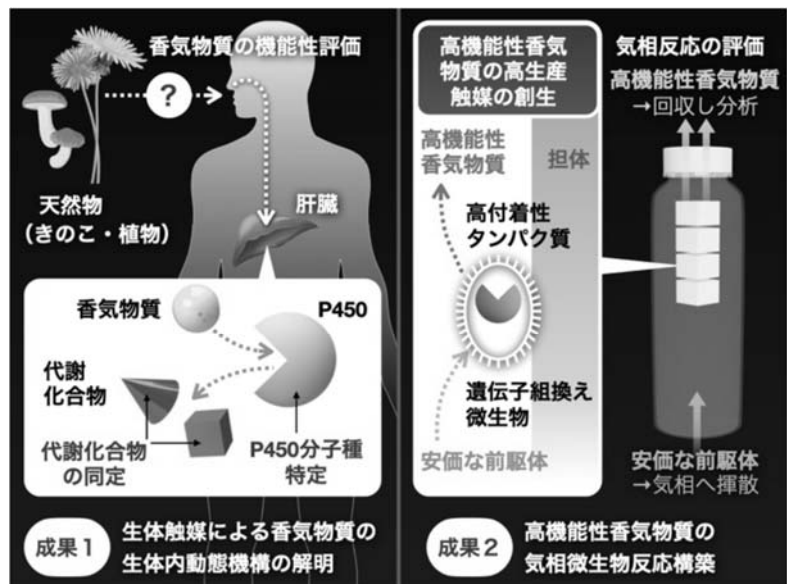 香気物質の機能性評価
?
天然物
(きのこ・植物)
肝臓
香気物質
P450
代謝
化合物
代謝化合物
の同定
P450分子種
特定
成果1
生体触媒による香気物質の
生体内動態機構の解明
高機能性香気
物質の高生産
触媒の創生
高機能性
香気物質
担体
高付着性
タンパク質
遺伝子組換え
微生物
安価な前駆体
気相反応の評価
高機能性香気物質
→回収し分析
安価な前駆体
→気相へ揮散
成果2
高機能性香気物質の
気相微生物反応構築